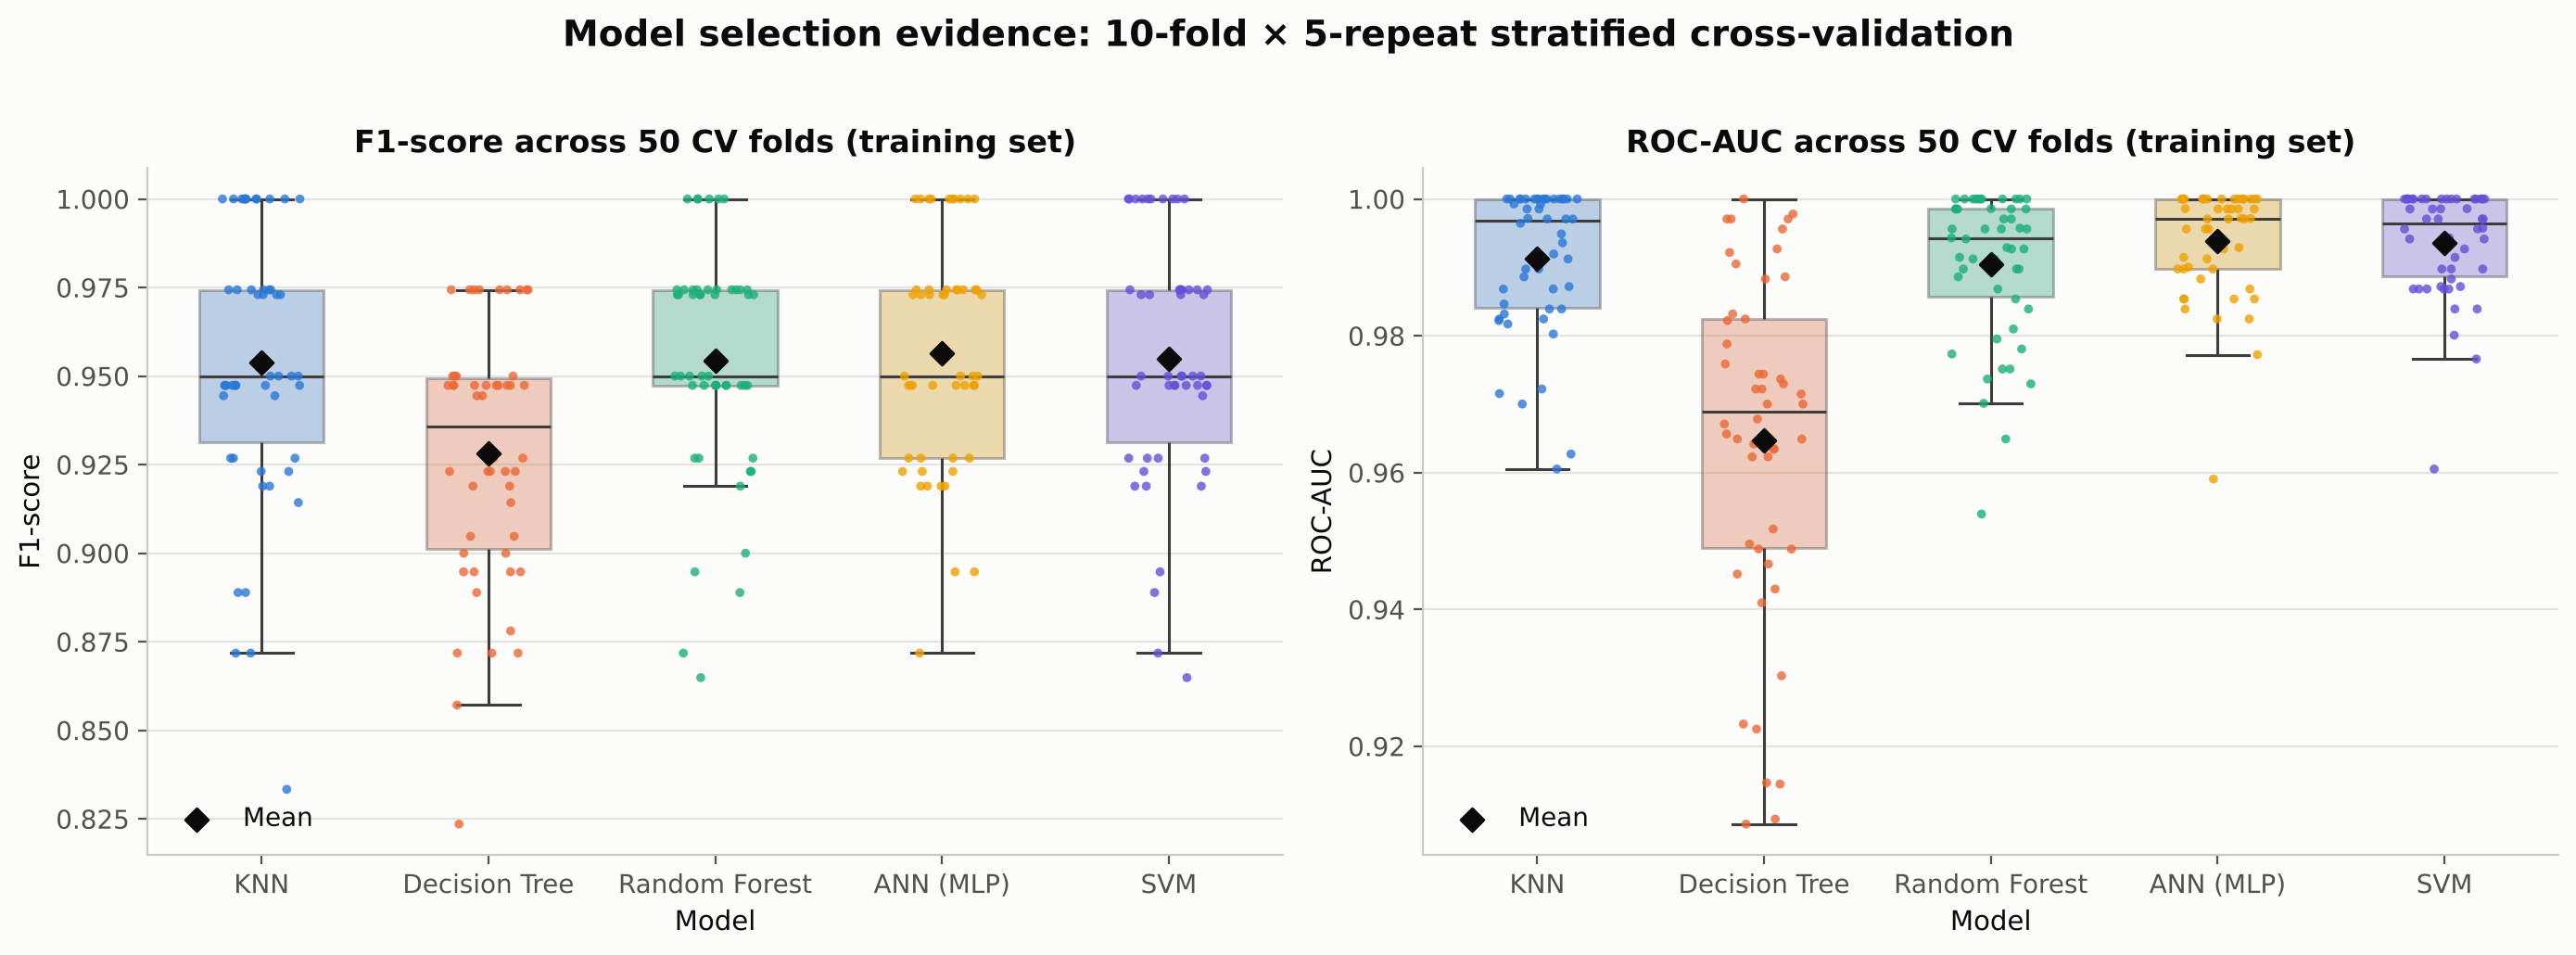 Model selection evidence: 10-fold × 5-repeat stratified cross-validation
F1-score across 50 CV folds (training set)
1.000
0.975
0.950
0.925
0.900
0.875
0.850
0.825
F1-score
Mean
KNN
Decision Tree
Random Forest
ANN (MLP)
SVM
Model
ROC-AUC across 50 CV folds (training set)
1.00
0.98
0.96
0.94
0.92
ROC-AUC
Mean
KNN
Decision Tree
Random Forest
ANN (MLP)
SVM
Model